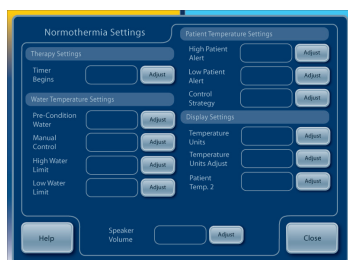 Normothermia Settings
Therapy Settings
Timer
Begins
Adjust
Water Temperature Settings
Pre-Condition
Water
Adjust
Manual
Control
Adjust
High Water
Limit
Adjust
Low Water
Limit
Adjust
Patient Temperature Settings
High Patient
Alert
Adjust
Low Patient
Alert
Adjust
Control
Strategy
Adjust
Display Settings
Temperature
Units
Adjust
Temperature
Units Adjust
Adjust
Patient
Temp. 2
Adjust
Help
Speaker
Volume
Adjust
Close